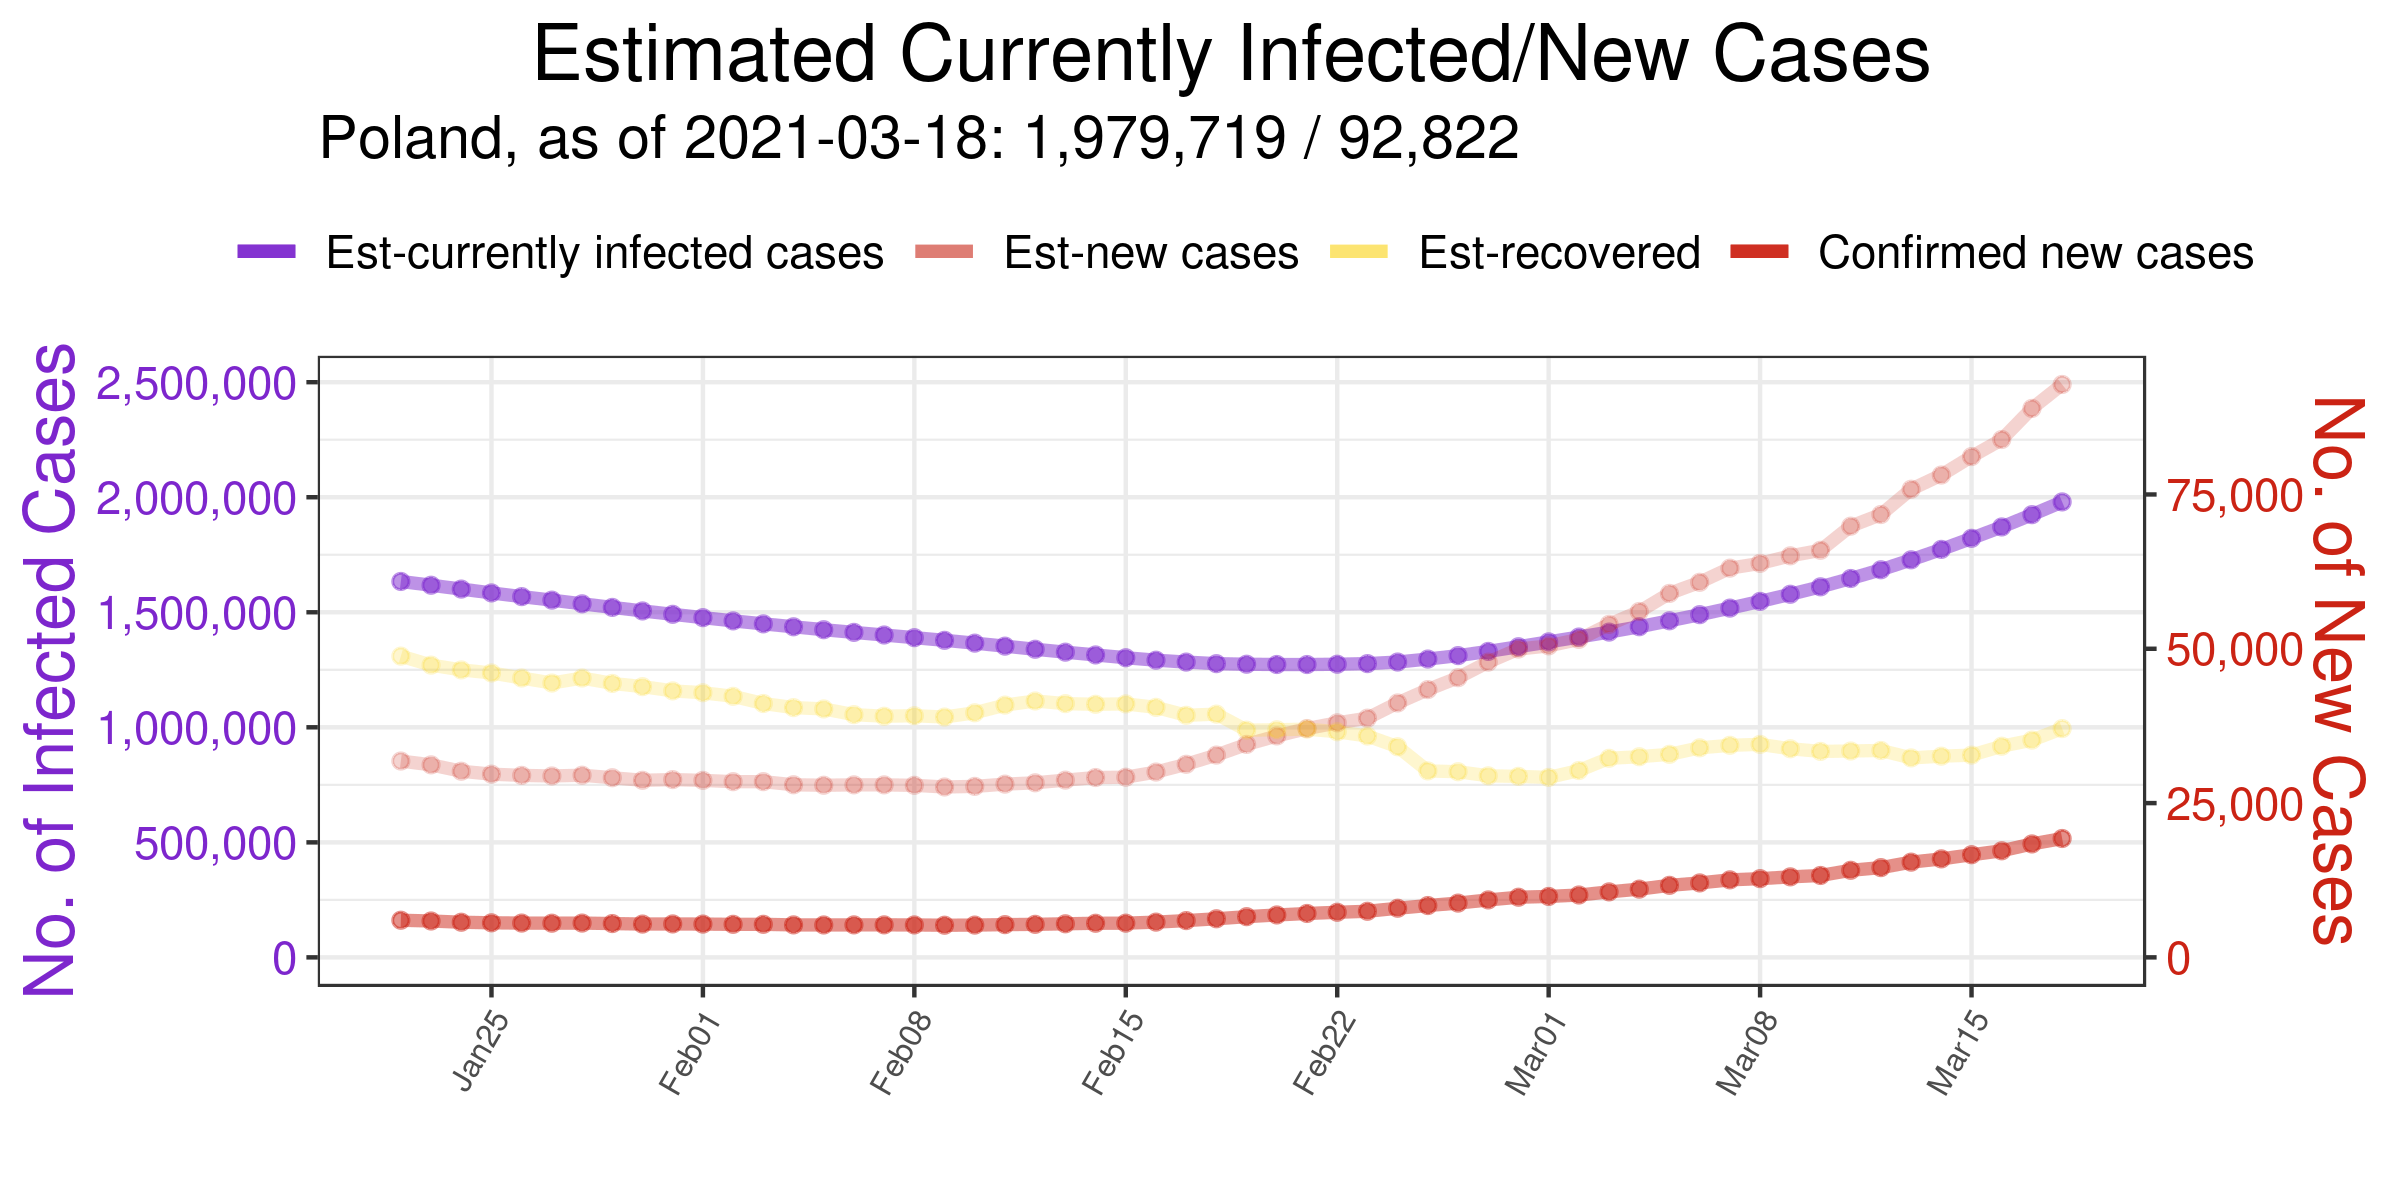 Estimated Currently Infected/New Cases
Poland, as of 2021-03-18: 1,979,719 / 92,822
Est-currently infected cases Est-new cases Est-recovered Confirmed new cases
No. of Infected Cases
2,500,000
2,000,000
1,500,000
1,000,000
500,000
0
75,000
50,000
25,000
0
No. of New Cases
Jan25 Feb01 Feb08 Feb15 Feb22 Mar01 Mar08 Mar15